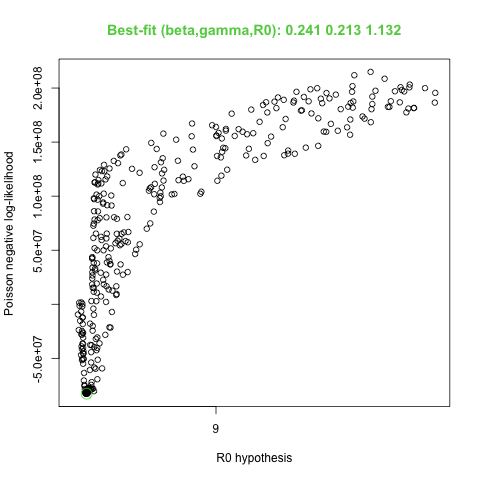 Best-fit (beta,gamma,R0): 0.241 0.213 1.132
Poisson negative log-likelihood
2.0e+08
1.5e+08
1.0e+08
5.0e+07
-5.0e+07
9
R0 hypothesis